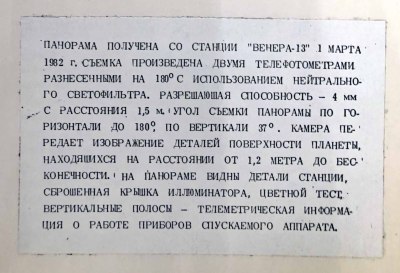 ПАНОРАМА ПОЛУЧЕНА СО СТАНЦИИ "ВЕНЕРА-13" 1 МАРТА
1982 г. СЪЕМКА ПРОИЗВЕДЕНА ДВУМЯ ТЕЛЕФОТОМЕТРАМИ
РАЗНЕСЕННЫМИ НА 180° С ИСПОЛЬЗОВАНИЕМ НЕЙТРАЛЬНО-
ГО СВЕТОФИЛЬТРА. РАЗРЕШАЮЩАЯ СПОСОБНОСТЬ - 4 мм
С РАССТОЯНИЯ 1,5 м. УГОЛ СЪЕМКИ ПАНОРАМЫ ПО ГО-
РИЗОНТАЛИ ДО 180°, ПО ВЕРТИКАЛИ 37°. КАМЕРА ПЕ-
РЕДАЕТ ИЗОБРАЖЕНИЕ ДЕТАЛЕЙ ПОВЕРХНОСТИ ПЛАНЕТЫ,
НАХОДЯЩИХСЯ НА РАССТОЯНИИ ОТ 1,2 МЕТРА ДО БЕС-
КОНЕЧНОСТИ. НА ПАНОРАМЕ ВИДНЫ ДЕТАЛИ СТАНЦИИ,
СБРОШЕННАЯ КРЫШКА ИЛЛЮМИНАТОРА, ЦВЕТНОЙ ТЕСТ,
ВЕРТИКАЛЬНЫЕ ПОЛОСЫ - ТЕЛЕМЕТРИЧЕСКАЯ ИНФОРМА-
ЦИЯ О РАБОТЕ ПРИБОРОВ СПУСКАЕМОГО АППАРАТА.